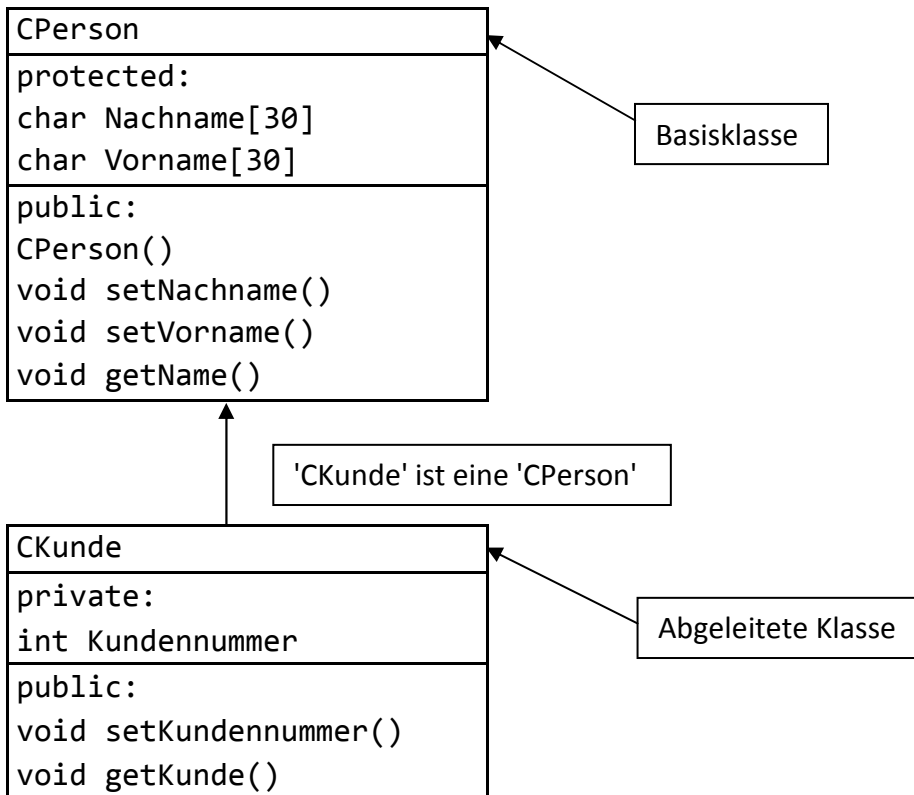 CPerson
protected:
char Nachname[30]
char Vorname[30]
public:
CPerson()
void setNachname()
void setVorname()
void getName()
Basisklasse
'CKunde' ist eine 'CPerson'
CKunde
private:
int Kundennummer
public:
void setKundennummer()
void getKunde()
Abgeleitete Klasse